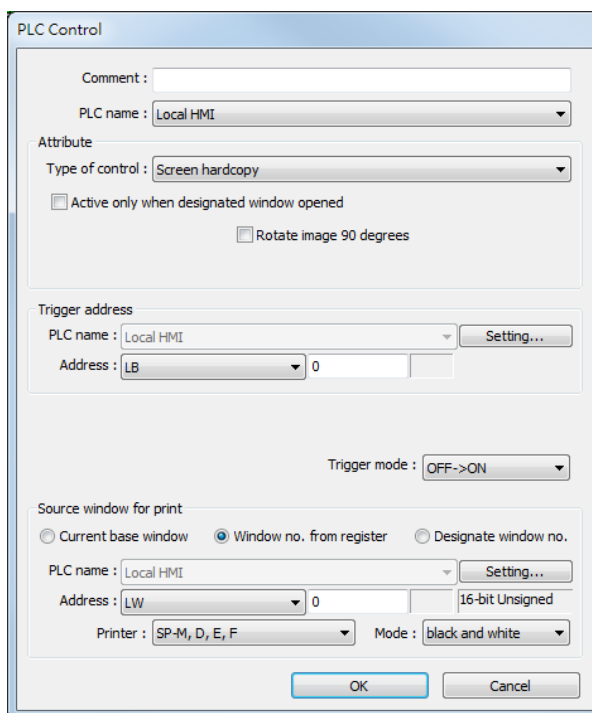 PLC Control
Comment :
PLC name : Local HMI
Attribute
Type of control : Screen hardcopy
Active only when designated window opened
Rotate image 90 degrees
Trigger address
PLC name : Local HMI Setting...
Address : LB 0
Trigger mode : OFF->ON
Source window for print
Current base window Window no. from register Designate window no.
PLC name : Local HMI Setting...
Address : LW 0 16-bit Unsigned
Printer : SP-M, D, E, F Mode : black and white
OK Cancel